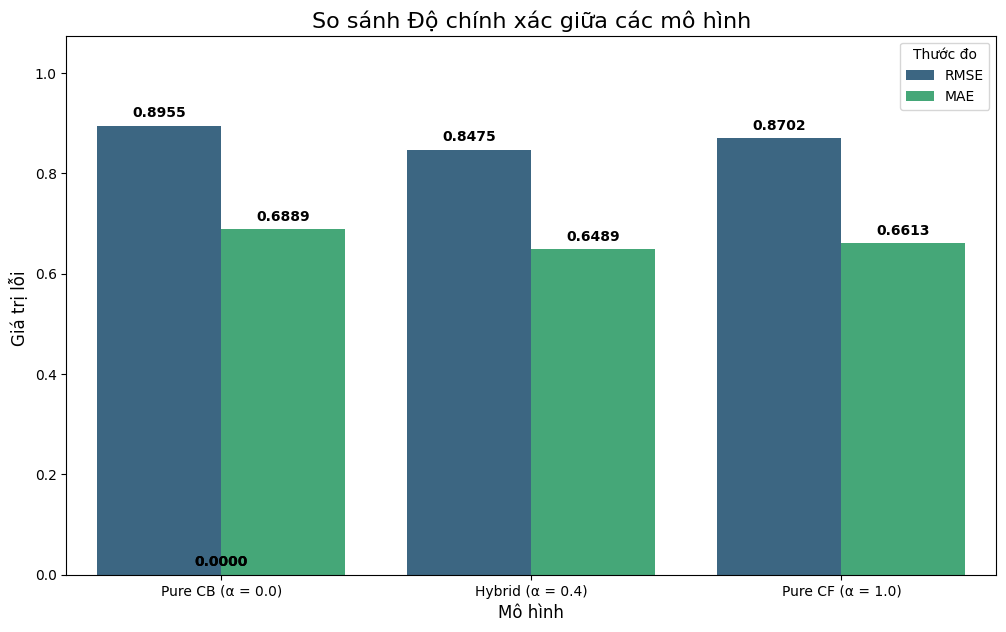 So sánh Độ chính xác giữa các mô hình
Thước đo
RMSE
MAE
Giá trị lỗi
1.0
0.8
0.6
0.4
0.2
0.0
0.8955
0.6889
0.8475
0.6489
0.8702
0.6613
0.0000
Pure CB (α = 0.0)
Hybrid (α = 0.4)
Pure CF (α = 1.0)
Mô hình